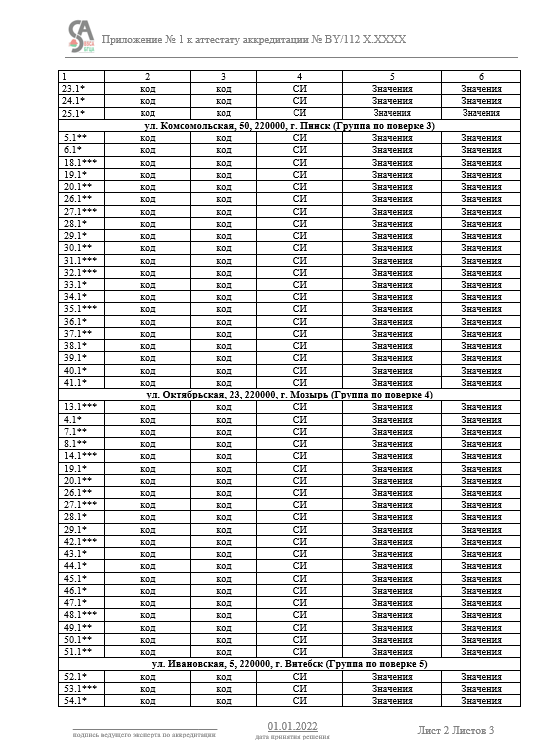 Приложение № 1 к аттестату аккредитации № BY/112 X.XXXX
1 2 3 4 5 6
23.1* код код СИ Значения Значения
24.1* код код СИ Значения Значения
25.1* код код СИ Значения Значения
ул. Комсомольская, 50, 220000, г. Пинск (Группа по поверке 3)
5.1** код код СИ Значения Значения
6.1* код код СИ Значения Значения
18.1*** код код СИ Значения Значения
19.1* код код СИ Значения Значения
20.1** код код СИ Значения Значения
26.1** код код СИ Значения Значения
27.1*** код код СИ Значения Значения
28.1* код код СИ Значения Значения
29.1* код код СИ Значения Значения
30.1** код код СИ Значения Значения
31.1*** код код СИ Значения Значения
32.1*** код код СИ Значения Значения
33.1* код код СИ Значения Значения
34.1* код код СИ Значения Значения
35.1*** код код СИ Значения Значения
36.1* код код СИ Значения Значения
37.1** код код СИ Значения Значения
38.1* код код СИ Значения Значения
39.1* код код СИ Значения Значения
40.1* код код СИ Значения Значения
41.1* код код СИ Значения Значения
ул. Октябрьская, 23, 220000, г. Мозырь (Группа по поверке 4)
13.1*** код код СИ Значения Значения
4.1* код код СИ Значения Значения
7.1** код код СИ Значения Значения
8.1** код код СИ Значения Значения
14.1*** код код СИ Значения Значения
19.1* код код СИ Значения Значения
20.1** код код СИ Значения Значения
26.1** код код СИ Значения Значения
27.1*** код код СИ Значения Значения
28.1* код код СИ Значения Значения
29.1* код код СИ Значения Значения
42.1*** код код СИ Значения Значения
43.1* код код СИ Значения Значения
44.1* код код СИ Значения Значения
45.1* код код СИ Значения Значения
46.1* код код СИ Значения Значения
47.1* код код СИ Значения Значения
48.1*** код код СИ Значения Значения
49.1** код код СИ Значения Значения
50.1** код код СИ Значения Значения
51.1** код код СИ Значения Значения
ул. Ивановская, 5, 220000, г. Витебск (Группа по поверке 5)
52.1* код код СИ Значения Значения
53.1*** код код СИ Значения Значения
54.1* код код СИ Значения Значения
01.01.2022
подпись ведущего эксперта по аккредитации
дата принятия решения
Лист 2 Листов 3